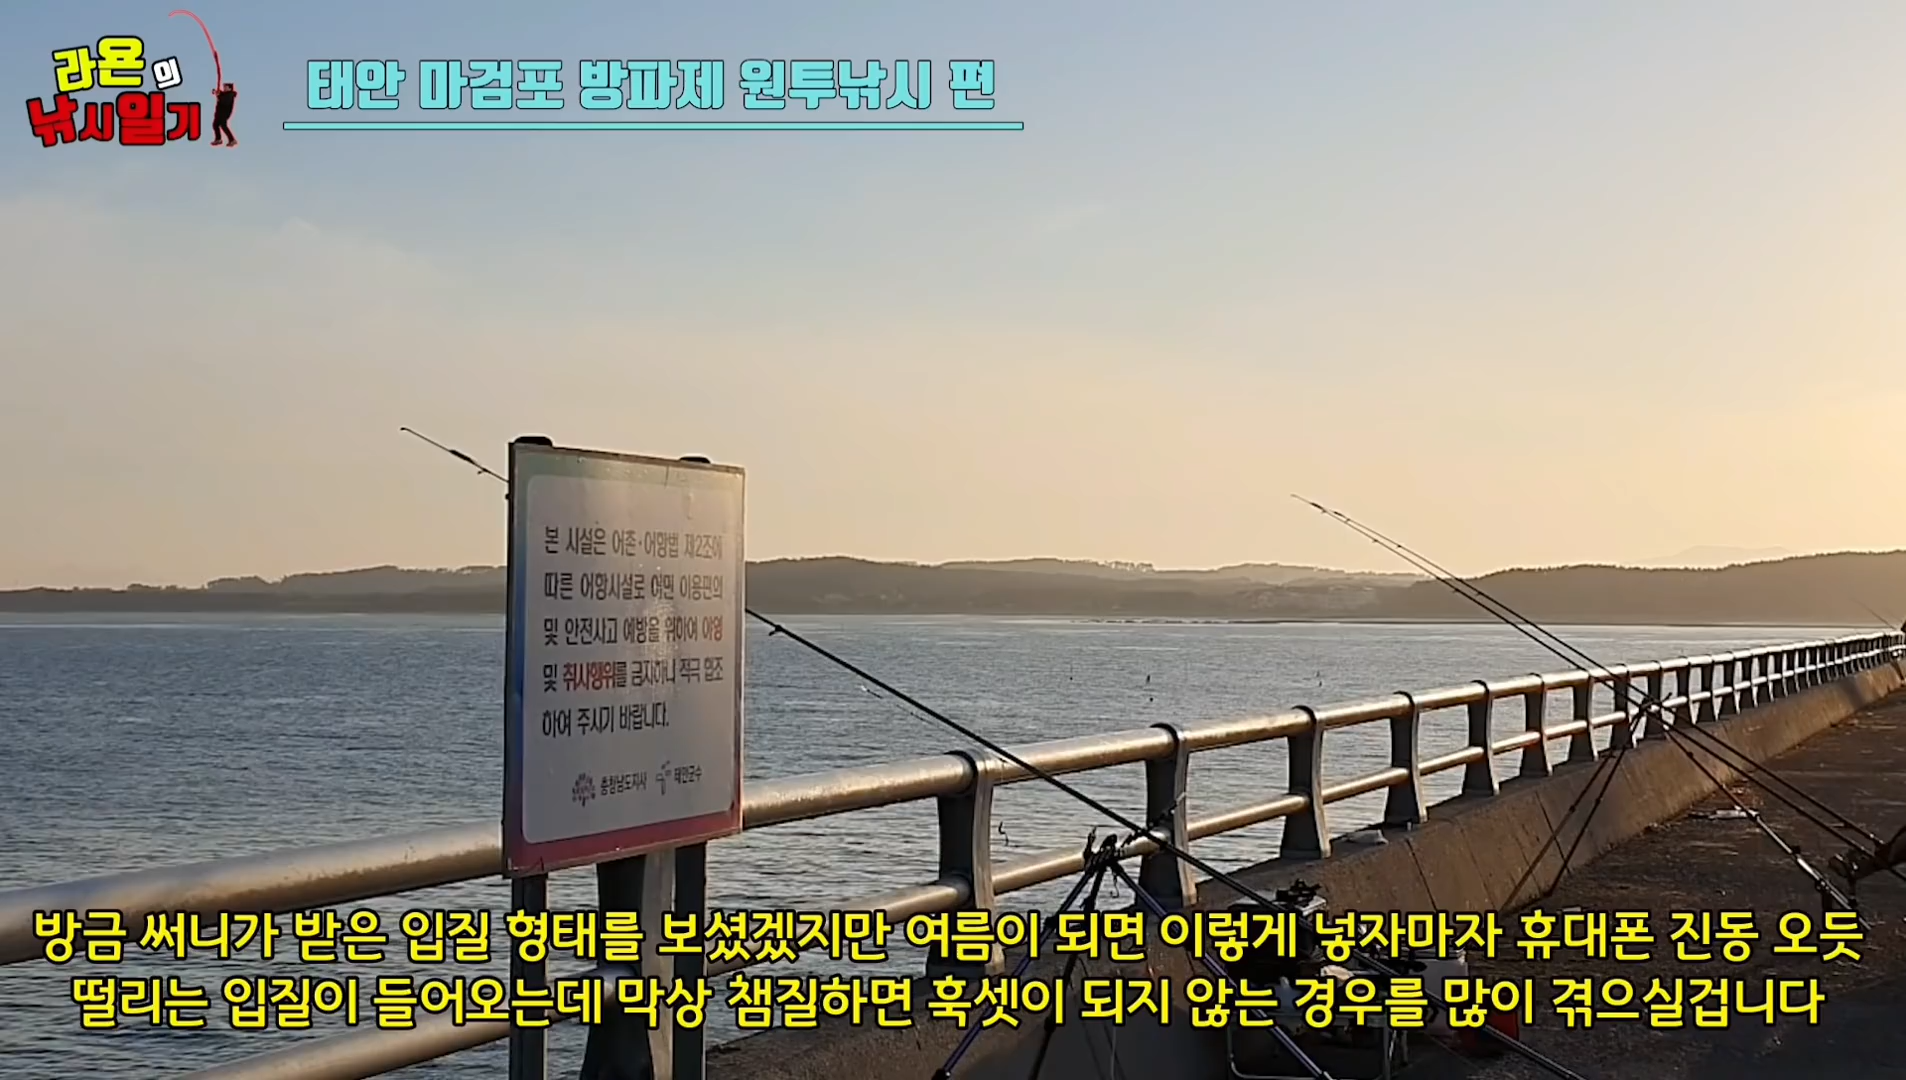 라욘의
낚시일기
태안 마검포 방파제 원투낚시 편
본 시설은 어촌·어항법 제2조에
따른 어항시설로 어민 이용편의
및 안전사고 예방을 위하여 야영
및 취사행위를 금지하니 적극 협조
하여 주시기 바랍니다.
충청남도지사 태안군수
방금 써니가 받은 입질 형태를 보셨겠지만 여름이 되면 이렇게 넣자마자 휴대폰 진동 오듯
떨리는 입질이 들어오는데 막상 챔질하면 훅셋이 되지 않는 경우를 많이 겪으실겁니다